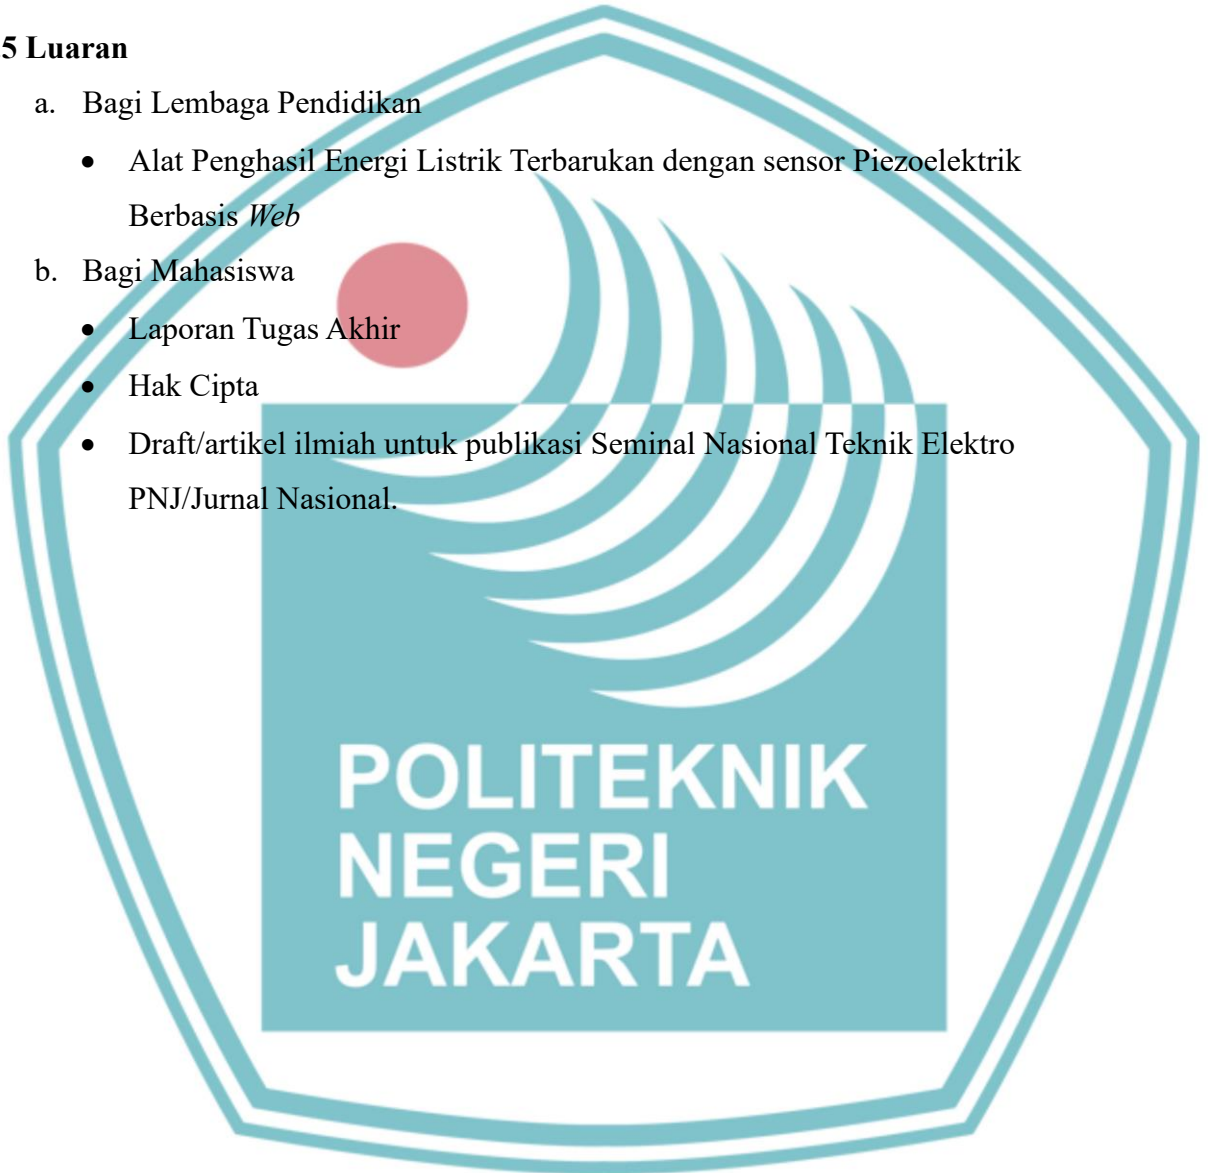 5 Luaran
a. Bagi Lembaga Pendidikan
• Alat Penghasil Energi Listrik Terbarukan dengan sensor Piezoelektrik
Berbasis Web
b. Bagi Mahasiswa
• Laporan Tugas Akhir
• Hak Cipta
• Draft/artikel ilmiah untuk publikasi Seminal Nasional Teknik Elektro
PNJ/Jurnal Nasional.
POLITEKNIK
NEGERI
JAKARTA